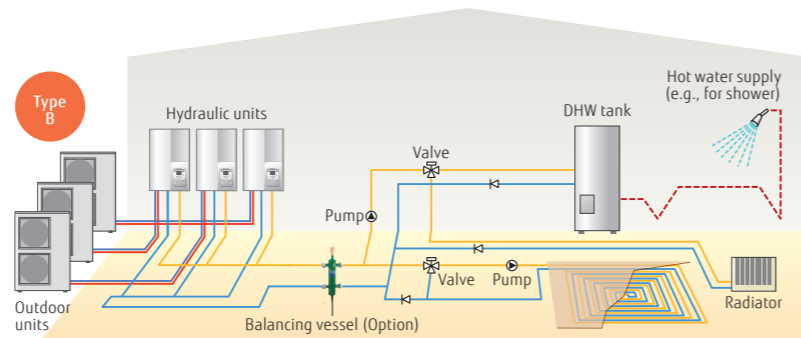 Type
B
Hydraulic units
DHW tank
Hot water supply
(e.g., for shower)
Valve
Pump
Valve
Pump
Outdoor
units
Balancing vessel (Option)
Radiator